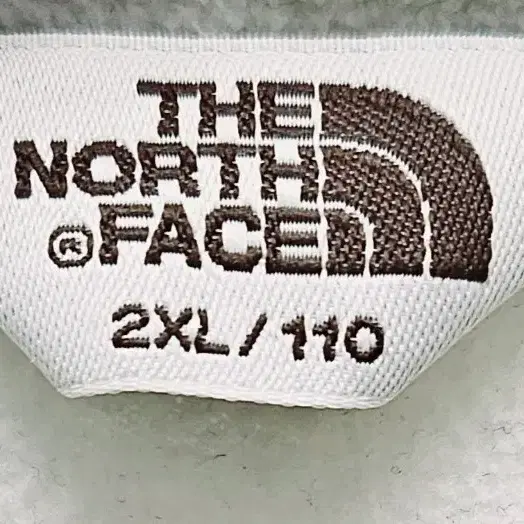 THE
NORTH
®FACE
2XL/110